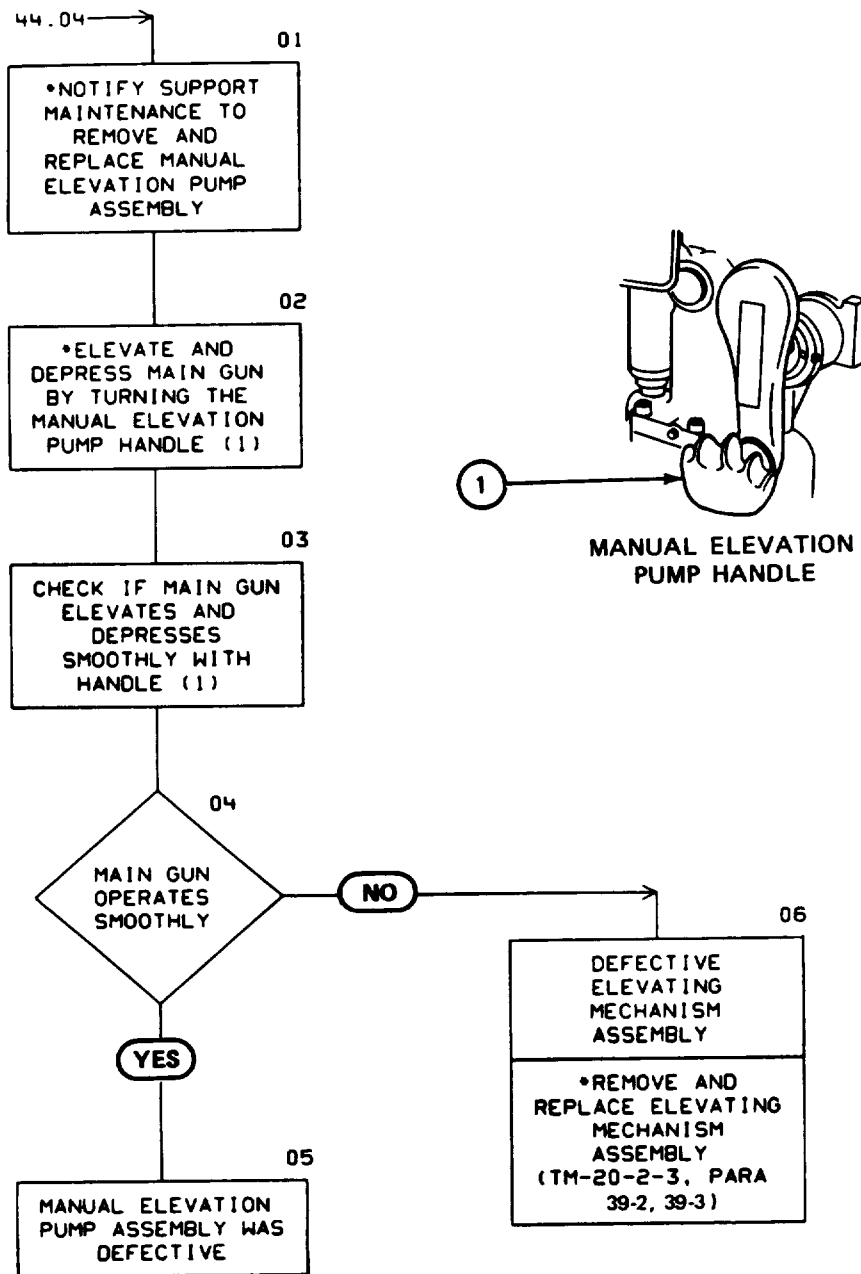 44.04
01
*NOTIFY SUPPORT
MAINTENANCE TO
REMOVE AND
REPLACE MANUAL
ELEVATION PUMP
ASSEMBLY
02
*ELEVATE AND
DEPRESS MAIN GUN
BY TURNING THE
MANUAL ELEVATION
PUMP HANDLE (1)
1
MANUAL ELEVATION
PUMP HANDLE
03
CHECK IF MAIN GUN
ELEVATES AND
DEPRESSES
SMOOTHLY WITH
HANDLE (1)
04
MAIN GUN
OPERATES
SMOOTHLY
NO
YES
05
MANUAL ELEVATION
PUMP ASSEMBLY WAS
DEFECTIVE
06
DEFECTIVE
ELEVATING
MECHANISM
ASSEMBLY
*REMOVE AND
REPLACE ELEVATING
MECHANISM
ASSEMBLY
(TM-20-2-3, PARA
39-2, 39-3)